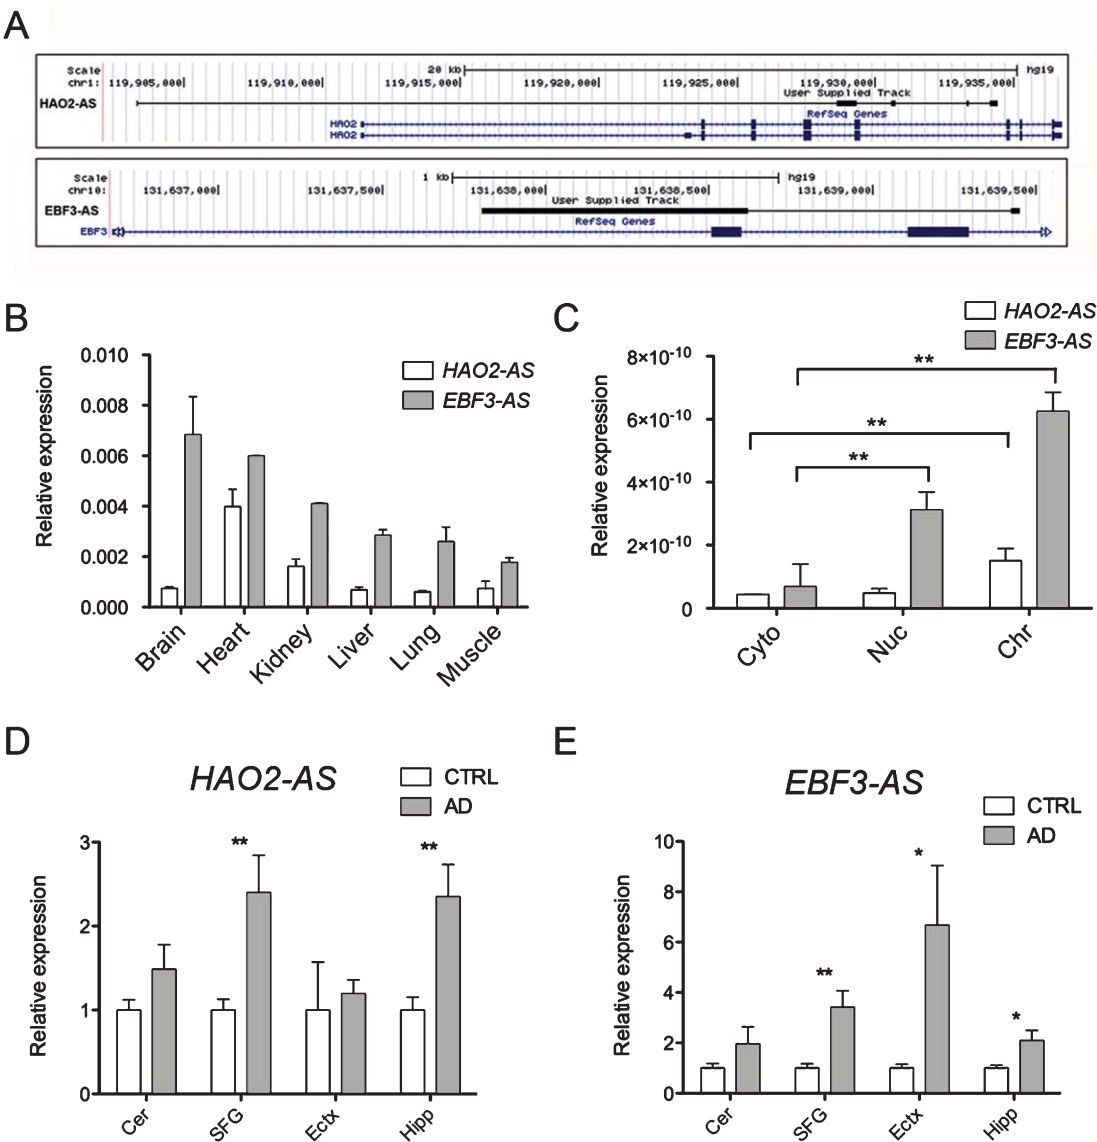 A
Scale 20 kb hg19
chr1: 119,905,000 119,910,000 119,915,000 119,920,000 119,925,000 119,930,000 119,935,000
User Supplied Track
HAO2-AS
RefSeq Genes
HAO2
HAO2
Scale 1 kb hg19
chr10: 131,637,000 131,637,500 131,638,000 131,638,500 131,639,000 131,639,500
User Supplied Track
EBF3-AS
RefSeq Genes
EBF3
B
HAO2-AS
EBF3-AS
Relative expression
0.010
0.008
0.006
0.004
0.002
0.000
Brain Heart Kidney Liver Lung Muscle
C
HAO2-AS
EBF3-AS
Relative expression
8×10-10
6×10-10
4×10-10
2×10-10
0
**
**
**
Cyto Nuc Chr
D
HAO2-AS
CTRL
AD
Relative expression
3
2
1
0
** **
Cer SFG Ectx Hipp
E
EBF3-AS
CTRL
AD
Relative expression
10
8
6
4
2
0
*
**
*
Cer SFG Ectx Hipp